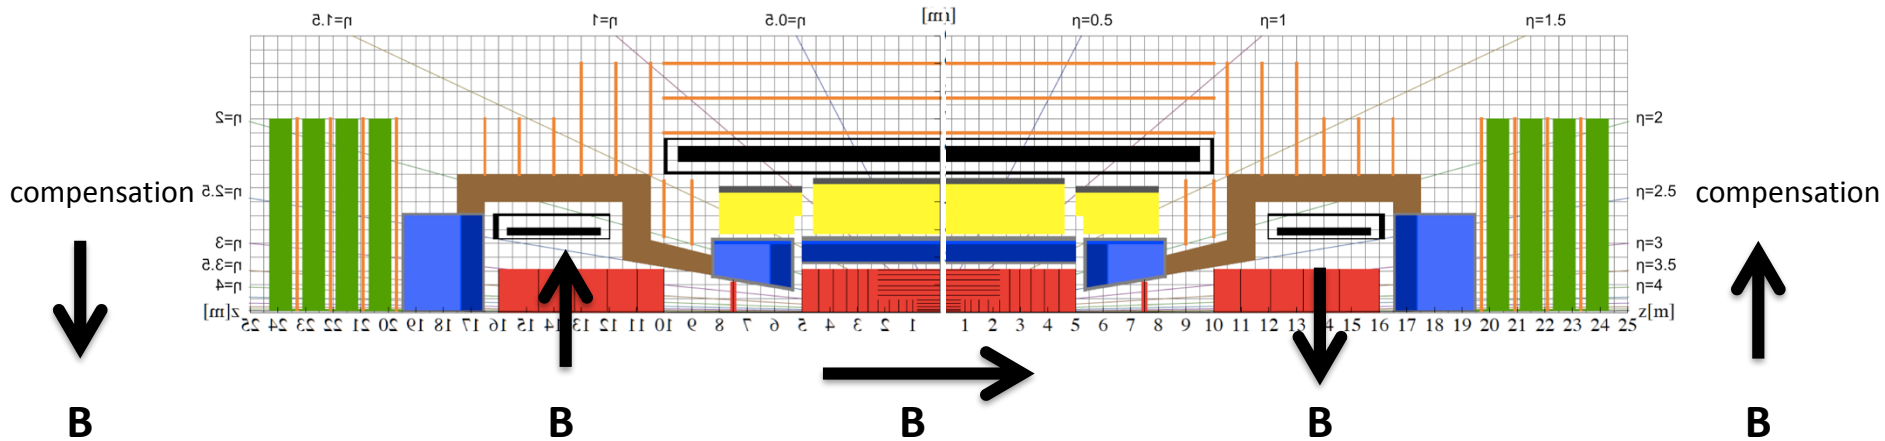 η=1.5 η=1 η=0.5 η=0.5 η=1 η=1.5
η=2 η=2
compensation η=2.5 η=2.5 compensation
η=3 η=3
η=3.5 η=3.5
η=4 η=4
z[m] z[m]
25 24 23 22 21 20 19 18 17 16 15 14 13 12 11 10 9 8 7 6 5 4 3 2 1 1 2 3 4 5 6 7 8 9 10 11 12 13 14 15 16 17 18 19 20 21 22 23 24 25
B B B B B